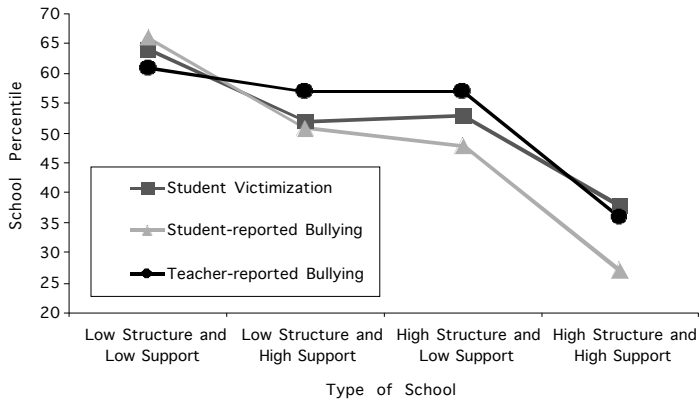 70
65
60
55
50
45
40
35
30
25
20
School Percentile
Student Victimization
Student-reported Bullying
Teacher-reported Bullying
Low Structure and
Low Support
Low Structure and
High Support
High Structure and
Low Support
High Structure and
High Support
Type of School